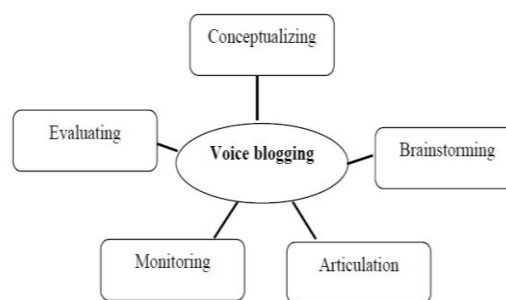 Conceptualizing
Evaluating
Voice blogging
Brainstorming
Monitoring
Articulation